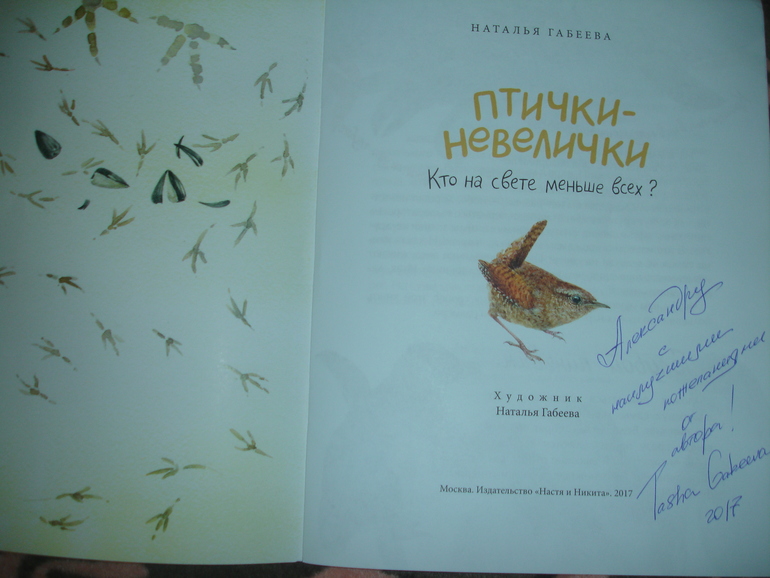 НАТАЛЬЯ ГАБЕЕВА
ПТИЧКИ-
НЕВЕЛИЧКИ
Кто на свете меньше всех?
Александру
с
наилучшими
пожеланиями
от
автора!
Tasha Gabeeva
2017
Художник
Наталья Габеева
Москва. Издательство «Настя и Никита». 2017